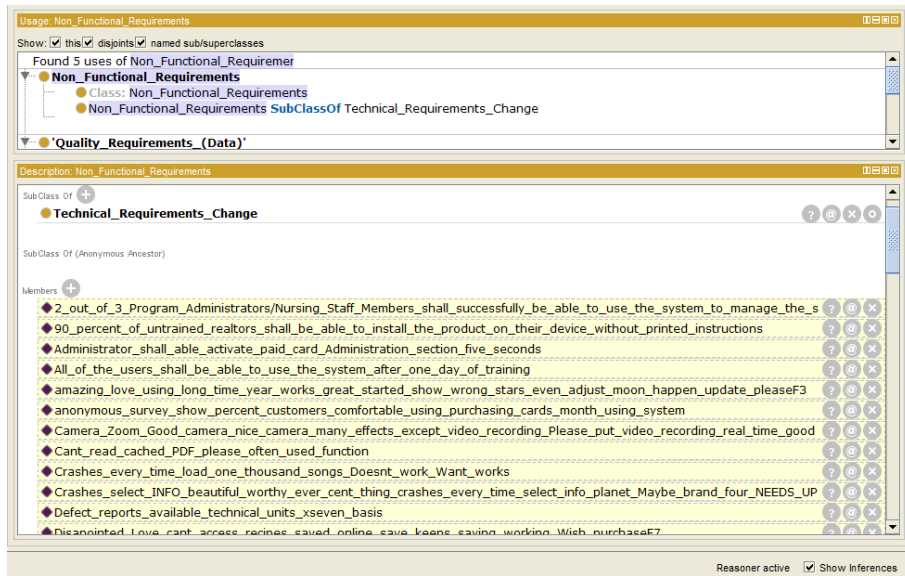 Usage: Non_Functional_Requirements
Show: this disjoints named sub/superclasses
Found 5 uses of Non_Functional_Requiremer
Non_Functional_Requirements
Class: Non_Functional_Requirements
Non_Functional_Requirements SubClassOf Technical_Requirements_Change
'Quality_Requirements_(Data)'
Description: Non_Functional_Requirements
SubClass Of
Technical_Requirements_Change
SubClass Of (Anonymous Ancestor)
Members
2_out_of_3_Program_Administrators/Nursing_Staff_Members_shall_successfully_be_able_to_use_the_system_to_manage_the_s
90_percent_of_untrained_realtors_shall_be_able_to_install_the_product_on_their_device_without_printed_instructions
Administrator_shall_able_activate_paid_card_Administration_section_five_seconds
All_of_the_users_shall_be_able_to_use_the_system_after_one_day_of_training
amazing_love_using_long_time_year_works_great_started_show_wrong_stars_even_adjust_moon_happen_update_pleaseF3
anonymous_survey_show_percent_customers_comfortable_using_purchasing_cards_month_using_system
Camera_Zoom_Good_camera_nice_camera_many_effects_except_video_recording_Please_put_video_recording_real_time_good
Cant_read_cached_PDF_please_often_used_function
Crashes_every_time_load_one_thousand_songs_Doesnt_work_Want_works
Crashes_select_INFO_beautiful_worthy_ever_cent_thing_crashes_every_time_select_info_planet_Maybe_brand_four_NEEDS_UP
Defect_reports_available_technical_units_xseven_basis
Disappointed_Love_cant_access_recipes_saved_online_save_keeps_saying_working_Wish_purchaseF7
Reasoner active Show Inferences